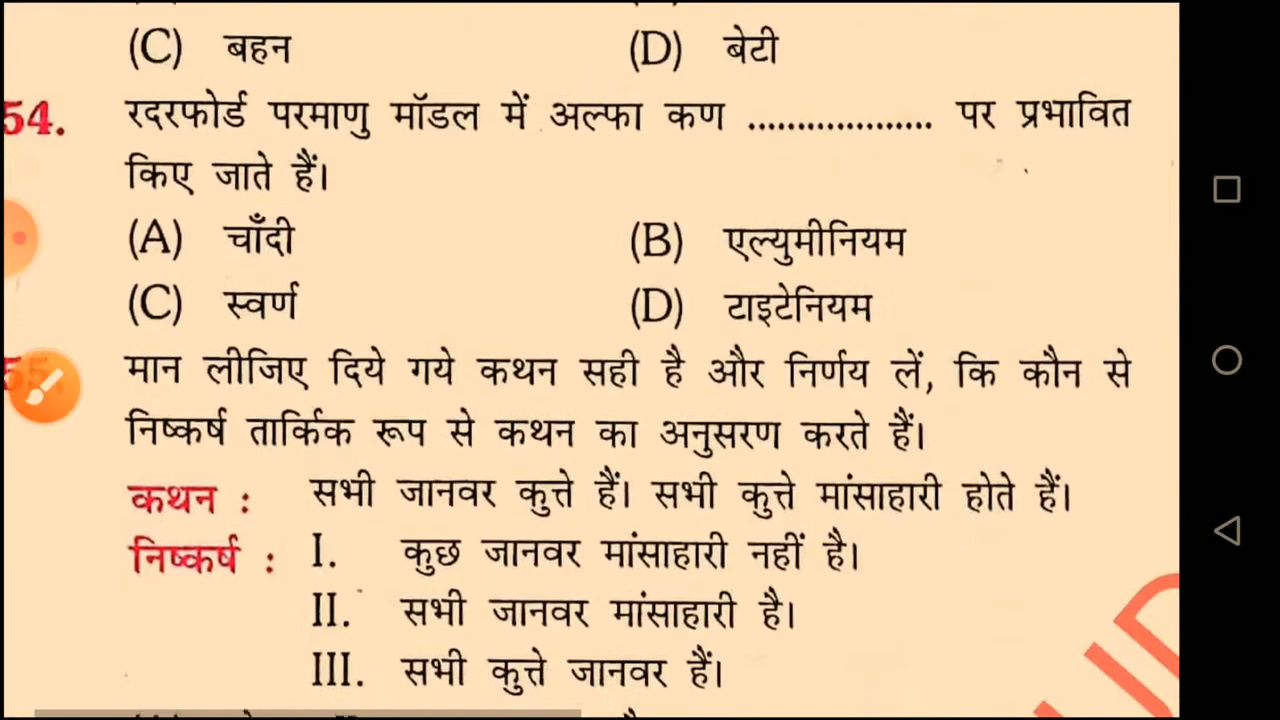 (C) बहन (D) बेटी
54. रदरफोर्ड परमाणु मॉडल में अल्फा कण ................... पर प्रभावित
किए जाते हैं।
(A) चाँदी (B) एल्युमीनियम
(C) स्वर्ण (D) टाइटेनियम
55. मान लीजिए दिये गये कथन सही है और निर्णय लें, कि कौन से
निष्कर्ष तार्किक रूप से कथन का अनुसरण करते हैं।
कथन : सभी जानवर कुत्ते हैं। सभी कुत्ते मांसाहारी होते हैं।
निष्कर्ष : I. कुछ जानवर मांसाहारी नहीं है।
II. सभी जानवर मांसाहारी है।
III. सभी कुत्ते जानवर हैं।